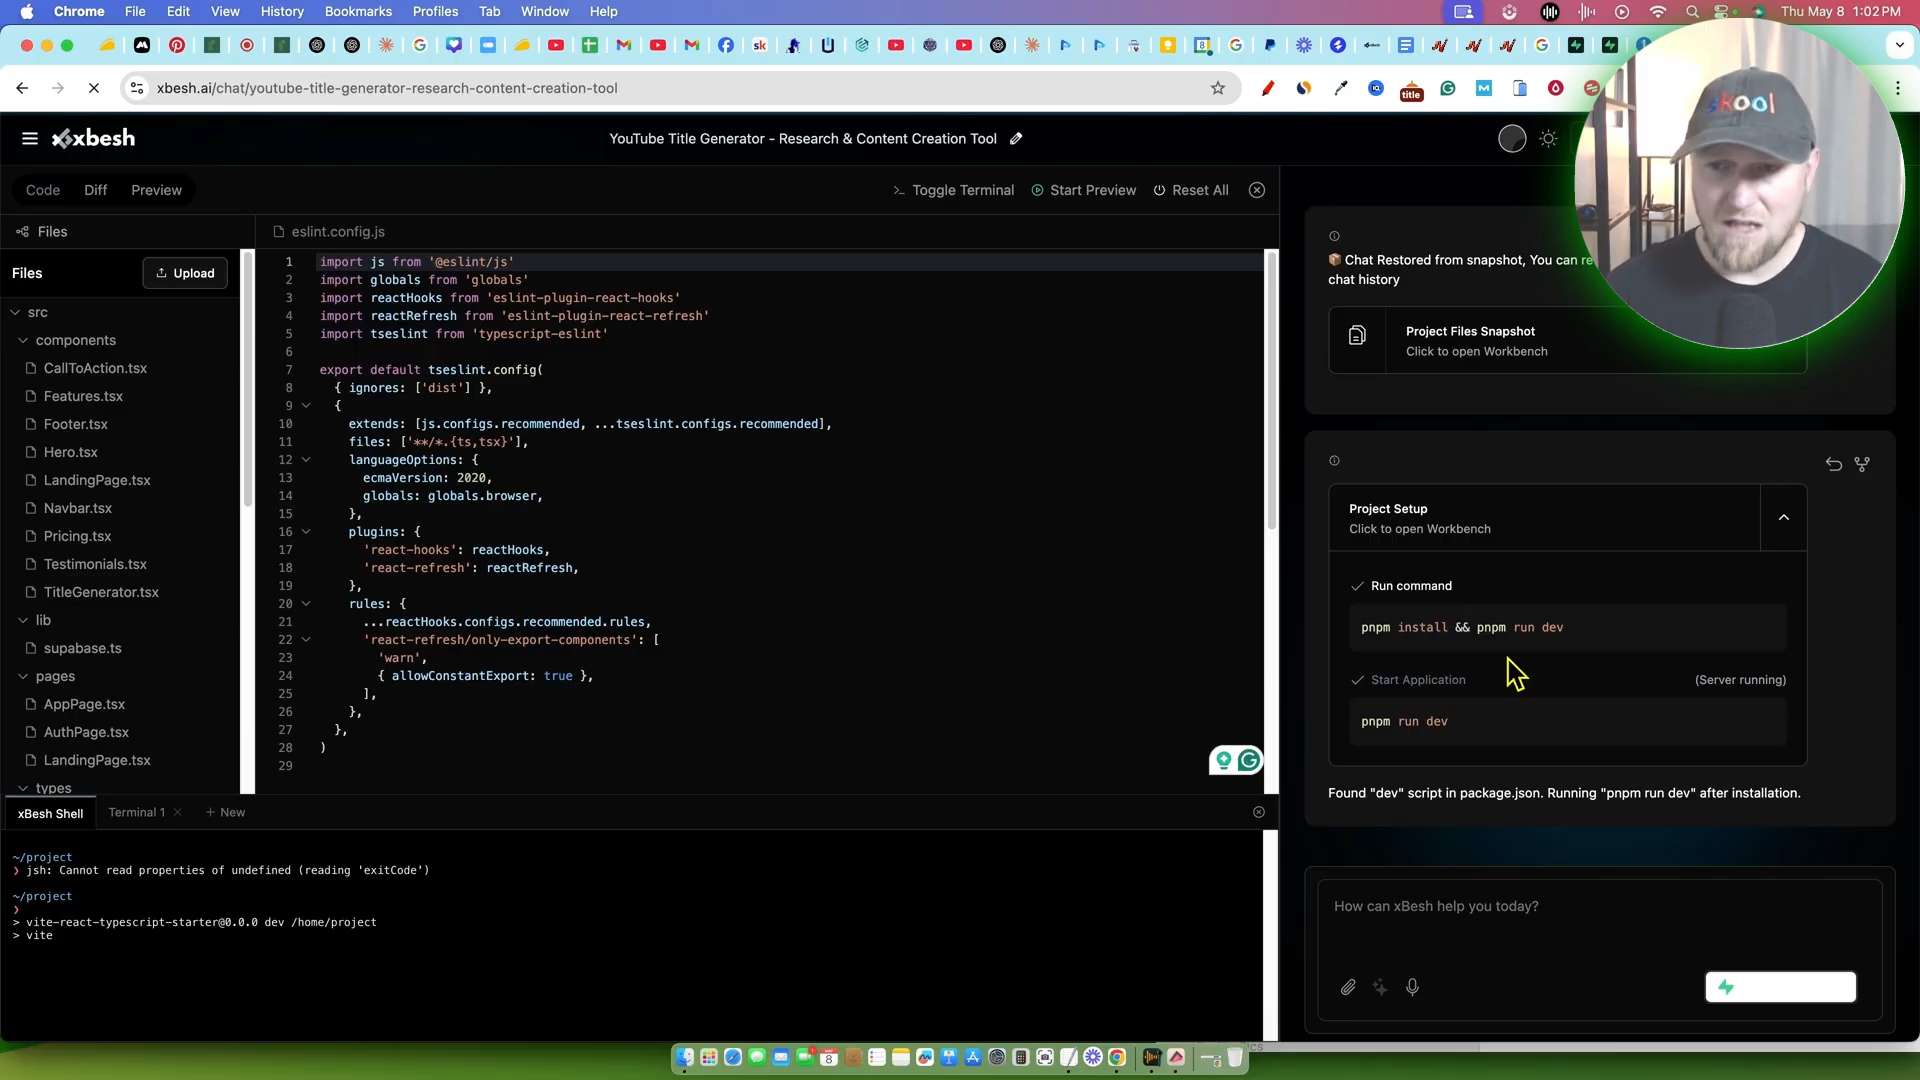 Chrome File Edit View History Bookmarks Profiles Tab Window Help
Thu May 8 1:02 PM
xbesh.ai/chat/youtube-title-generator-research-content-creation-tool
title
xbesh
YouTube Title Generator - Research & Content Creation Tool
skool
Code Diff Preview
Toggle Terminal Start Preview Reset All
Files
eslint.config.js
Files Upload
src
components
CallToAction.tsx
Features.tsx
Footer.tsx
Hero.tsx
LandingPage.tsx
Navbar.tsx
Pricing.tsx
Testimonials.tsx
TitleGenerator.tsx
lib
supabase.ts
pages
AppPage.tsx
AuthPage.tsx
LandingPage.tsx
types
1 import js from '@eslint/js'
2 import globals from 'globals'
3 import reactHooks from 'eslint-plugin-react-hooks'
4 import reactRefresh from 'eslint-plugin-react-refresh'
5 import tseslint from 'typescript-eslint'
6
7 export default tseslint.config(
8 { ignores: ['dist'] },
9 {
10 extends: [js.configs.recommended, ...tseslint.configs.recommended],
11 files: ['**/*.{ts,tsx}'],
12 languageOptions: {
13 ecmaVersion: 2020,
14 globals: globals.browser,
15 },
16 plugins: {
17 'react-hooks': reactHooks,
18 'react-refresh': reactRefresh,
19 },
20 rules: {
21 ...reactHooks.configs.recommended.rules,
22 'react-refresh/only-export-components': [
23 'warn',
24 { allowConstantExport: true },
25 ],
26 },
27 },
28 )
29
xBesh Shell Terminal 1 + New
~/project
❯ jsh: Cannot read properties of undefined (reading 'exitCode')
~/project
❯
> vite-react-typescript-starter@0.0.0 dev /home/project
> vite
📦 Chat Restored from snapshot, You can re
chat history
Project Files Snapshot
Click to open Workbench
Project Setup
Click to open Workbench
Run command
pnpm install && pnpm run dev
Start Application (Server running)
pnpm run dev
Found "dev" script in package.json. Running "pnpm run dev" after installation.
How can xBesh help you today?